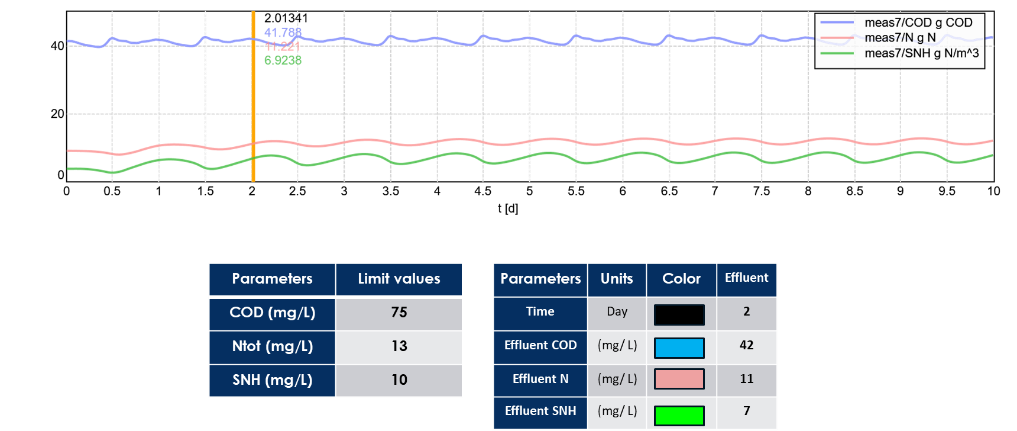 2.01341
41.788
11.221
6.9238
meas7/COD g COD
meas7/N g N
meas7/SNH g N/m^3
40
20
0
0 0.5 1 1.5 2 2.5 3 3.5 4 4.5 5 5.5 6 6.5 7 7.5 8 8.5 9 9.5 10
t [d]
Parameters Limit values
COD (mg/L) 75
Ntot (mg/L) 13
SNH (mg/L) 10
Parameters Units Color Effluent
Time Day 2
Effluent COD (mg/ L) 42
Effluent N (mg/ L) 11
Effluent SNH (mg/ L) 7